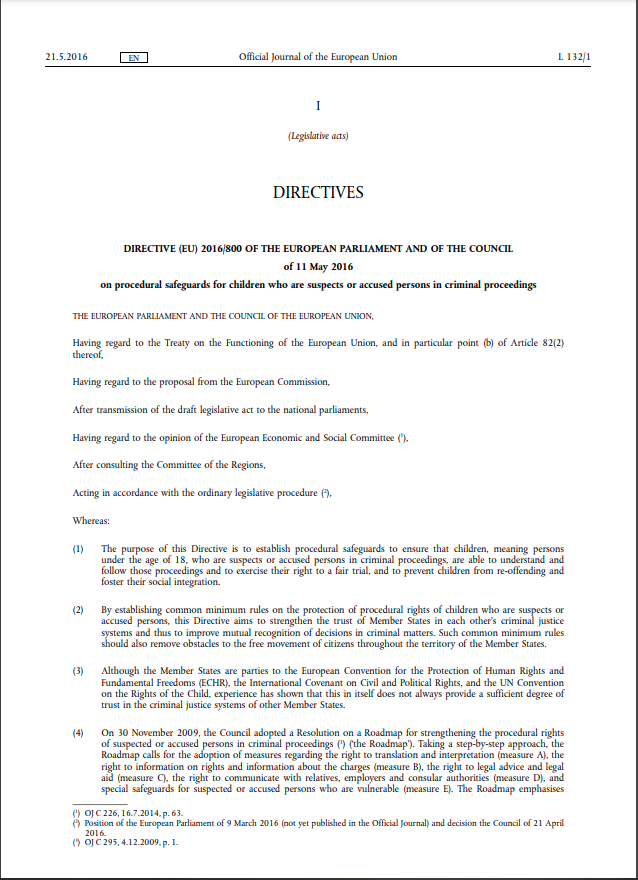 21.5.2016 EN Official Journal of the European Union L 132/1
I
(Legislative acts)
DIRECTIVES
DIRECTIVE (EU) 2016/800 OF THE EUROPEAN PARLIAMENT AND OF THE COUNCIL
of 11 May 2016
on procedural safeguards for children who are suspects or accused persons in criminal proceedings
THE EUROPEAN PARLIAMENT AND THE COUNCIL OF THE EUROPEAN UNION,
Having regard to the Treaty on the Functioning of the European Union, and in particular point (b) of Article 82(2)
thereof,
Having regard to the proposal from the European Commission,
After transmission of the draft legislative act to the national parliaments,
Having regard to the opinion of the European Economic and Social Committee (¹),
After consulting the Committee of the Regions,
Acting in accordance with the ordinary legislative procedure (²),
Whereas:
(1) The purpose of this Directive is to establish procedural safeguards to ensure that children, meaning persons
under the age of 18, who are suspects or accused persons in criminal proceedings, are able to understand and
follow those proceedings and to exercise their right to a fair trial, and to prevent children from re-offending and
foster their social integration.
(2) By establishing common minimum rules on the protection of procedural rights of children who are suspects or
accused persons, this Directive aims to strengthen the trust of Member States in each other's criminal justice
systems and thus to improve mutual recognition of decisions in criminal matters. Such common minimum rules
should also remove obstacles to the free movement of citizens throughout the territory of the Member States.
(3) Although the Member States are parties to the European Convention for the Protection of Human Rights and
Fundamental Freedoms (ECHR), the International Covenant on Civil and Political Rights, and the UN Convention
on the Rights of the Child, experience has shown that this in itself does not always provide a sufficient degree of
trust in the criminal justice systems of other Member States.
(4) On 30 November 2009, the Council adopted a Resolution on a Roadmap for strengthening the procedural rights
of suspected or accused persons in criminal proceedings (³) ('the Roadmap'). Taking a step-by-step approach, the
Roadmap calls for the adoption of measures regarding the right to translation and interpretation (measure A), the
right to information on rights and information about the charges (measure B), the right to legal advice and legal
aid (measure C), the right to communicate with relatives, employers and consular authorities (measure D), and
special safeguards for suspected or accused persons who are vulnerable (measure E). The Roadmap emphasises
(¹) OJ C 226, 16.7.2014, p. 63.
(²) Position of the European Parliament of 9 March 2016 (not yet published in the Official Journal) and decision the Council of 21 April
2016.
(³) OJ C 295, 4.12.2009, p. 1.